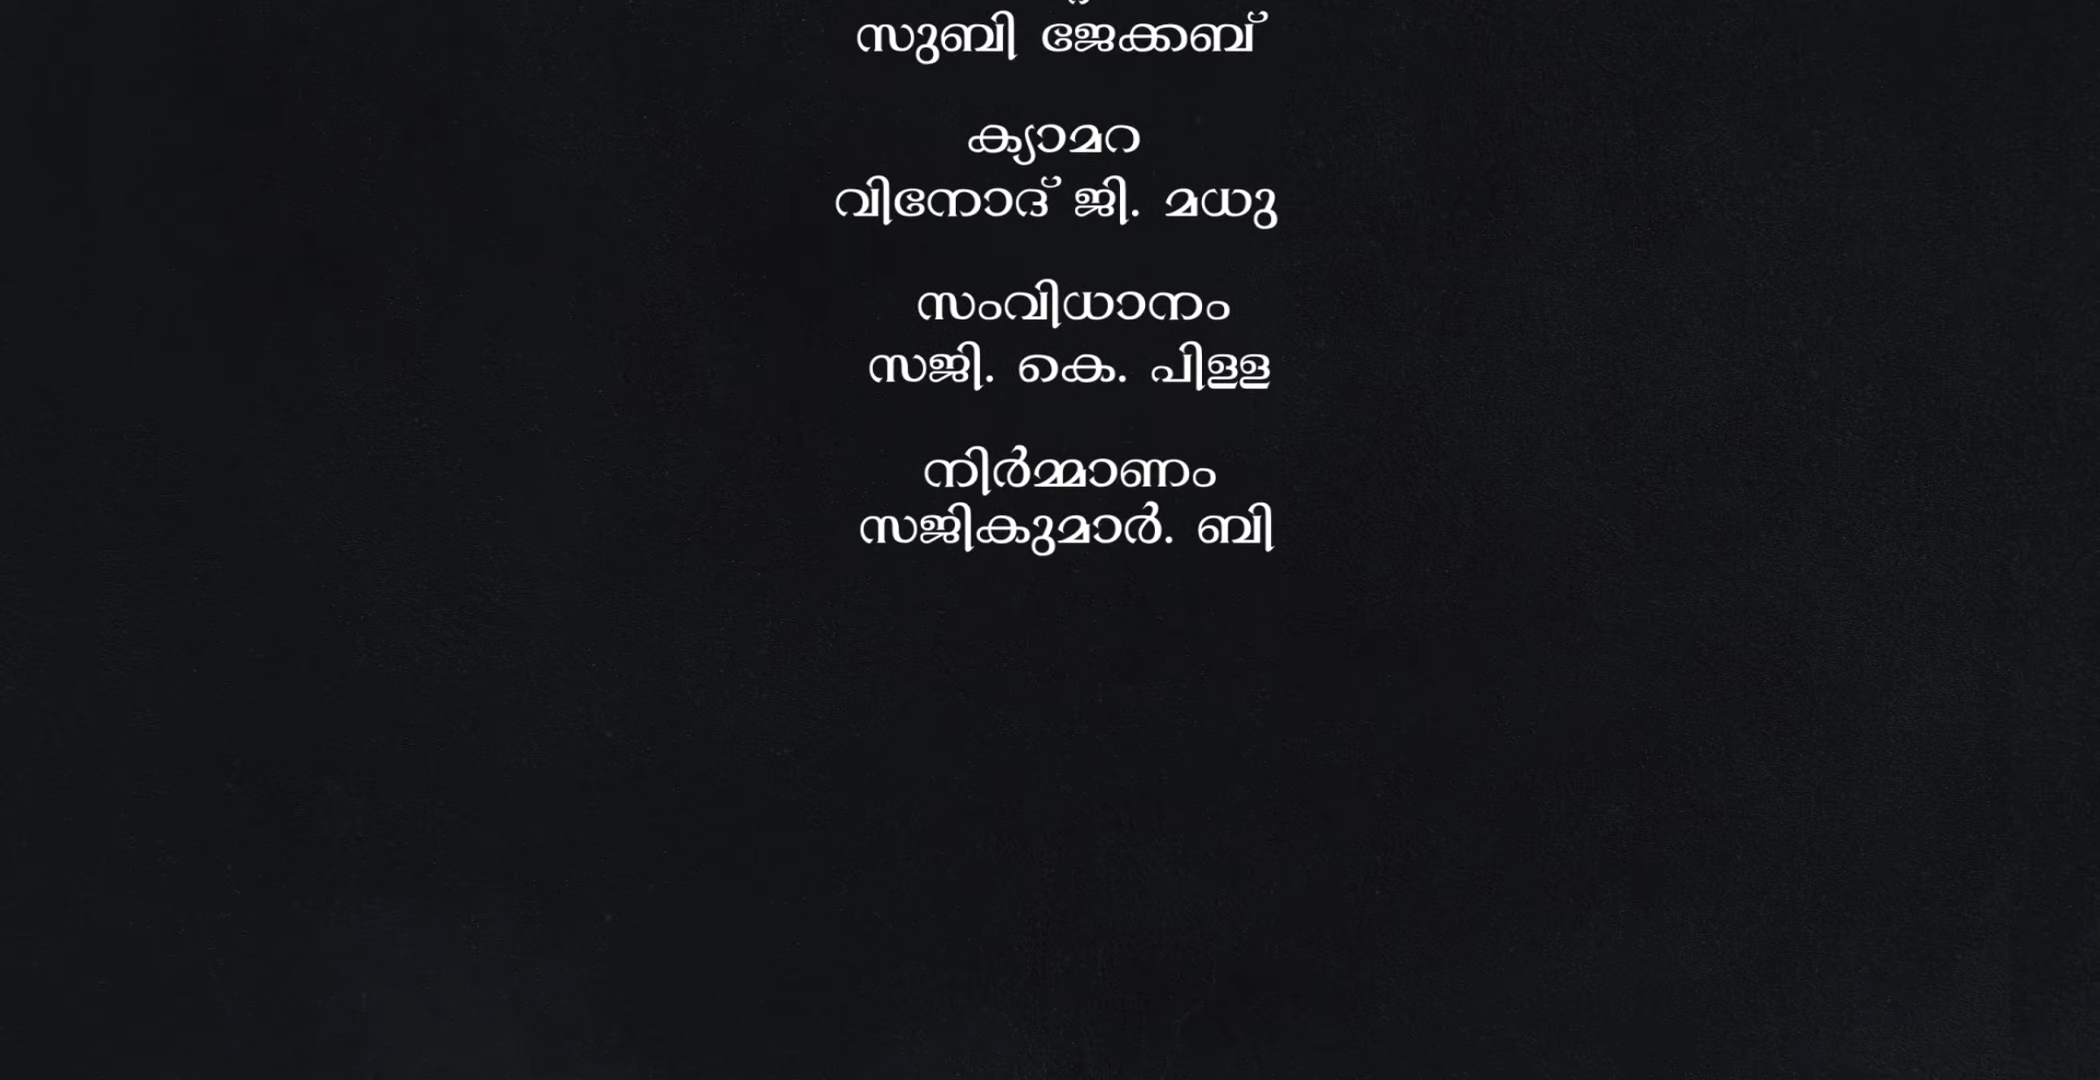 സുബി ജേക്കബ്
ക്യാമറ
വിനോദ് ജി. മധു
സംവിധാനം
സജി. കെ. പിള്ള
നിർമ്മാണം
സജികുമാർ. ബി